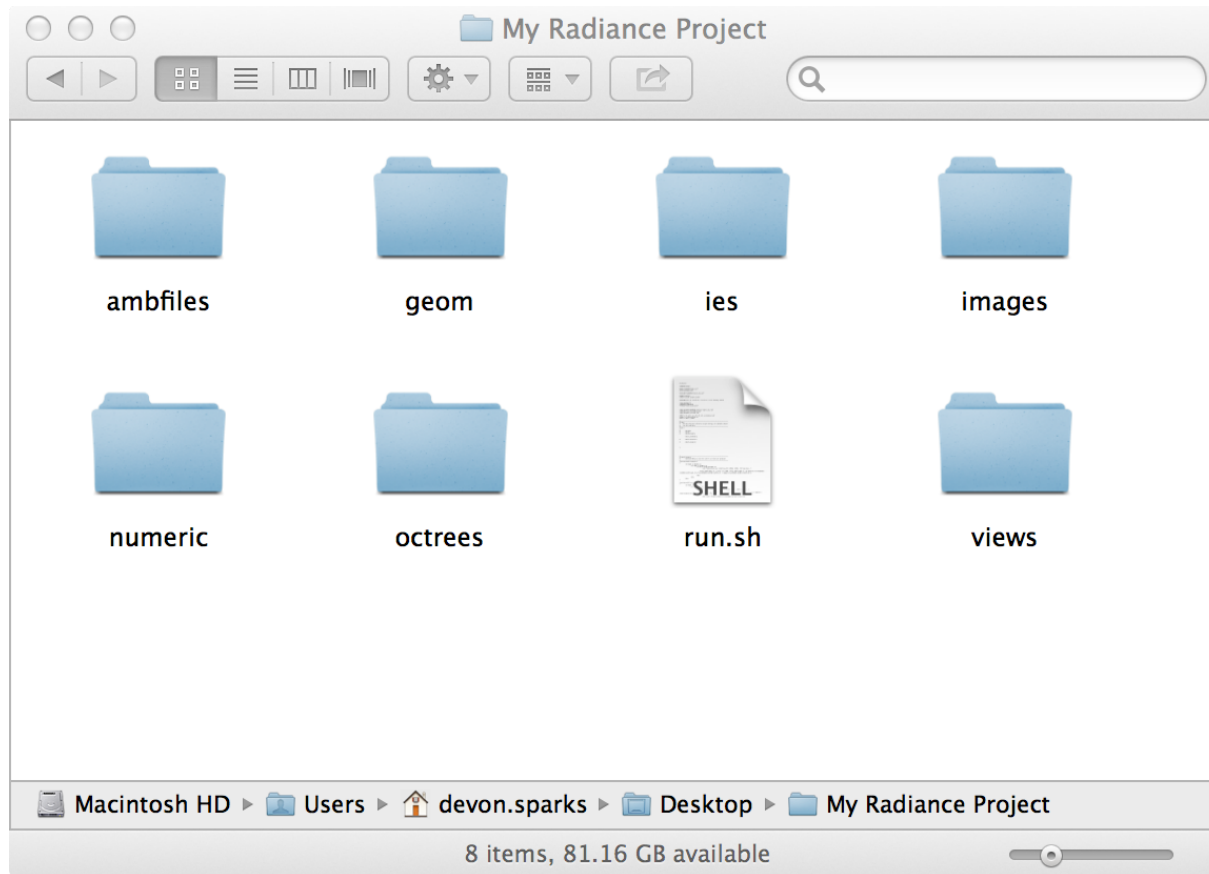 My Radiance Project
ambfiles geom ies images
SHELL
numeric octrees run.sh views
Macintosh HD Users devon.sparks Desktop My Radiance Project
8 items, 81.16 GB available